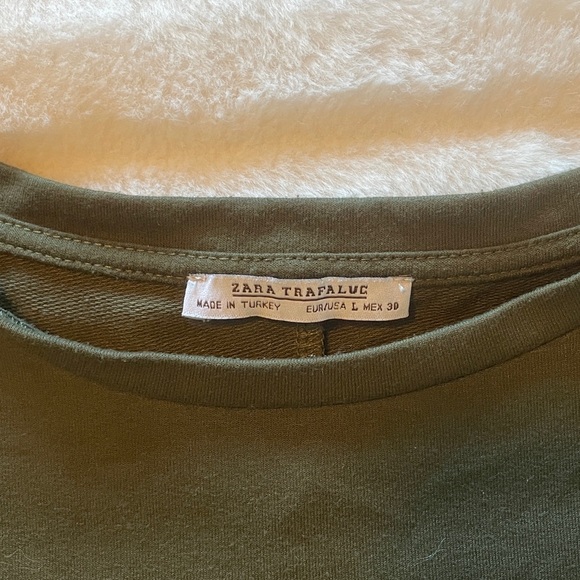 ZARA TRAFALUC
MADE IN TURKEY EUR/USA L MEX 30